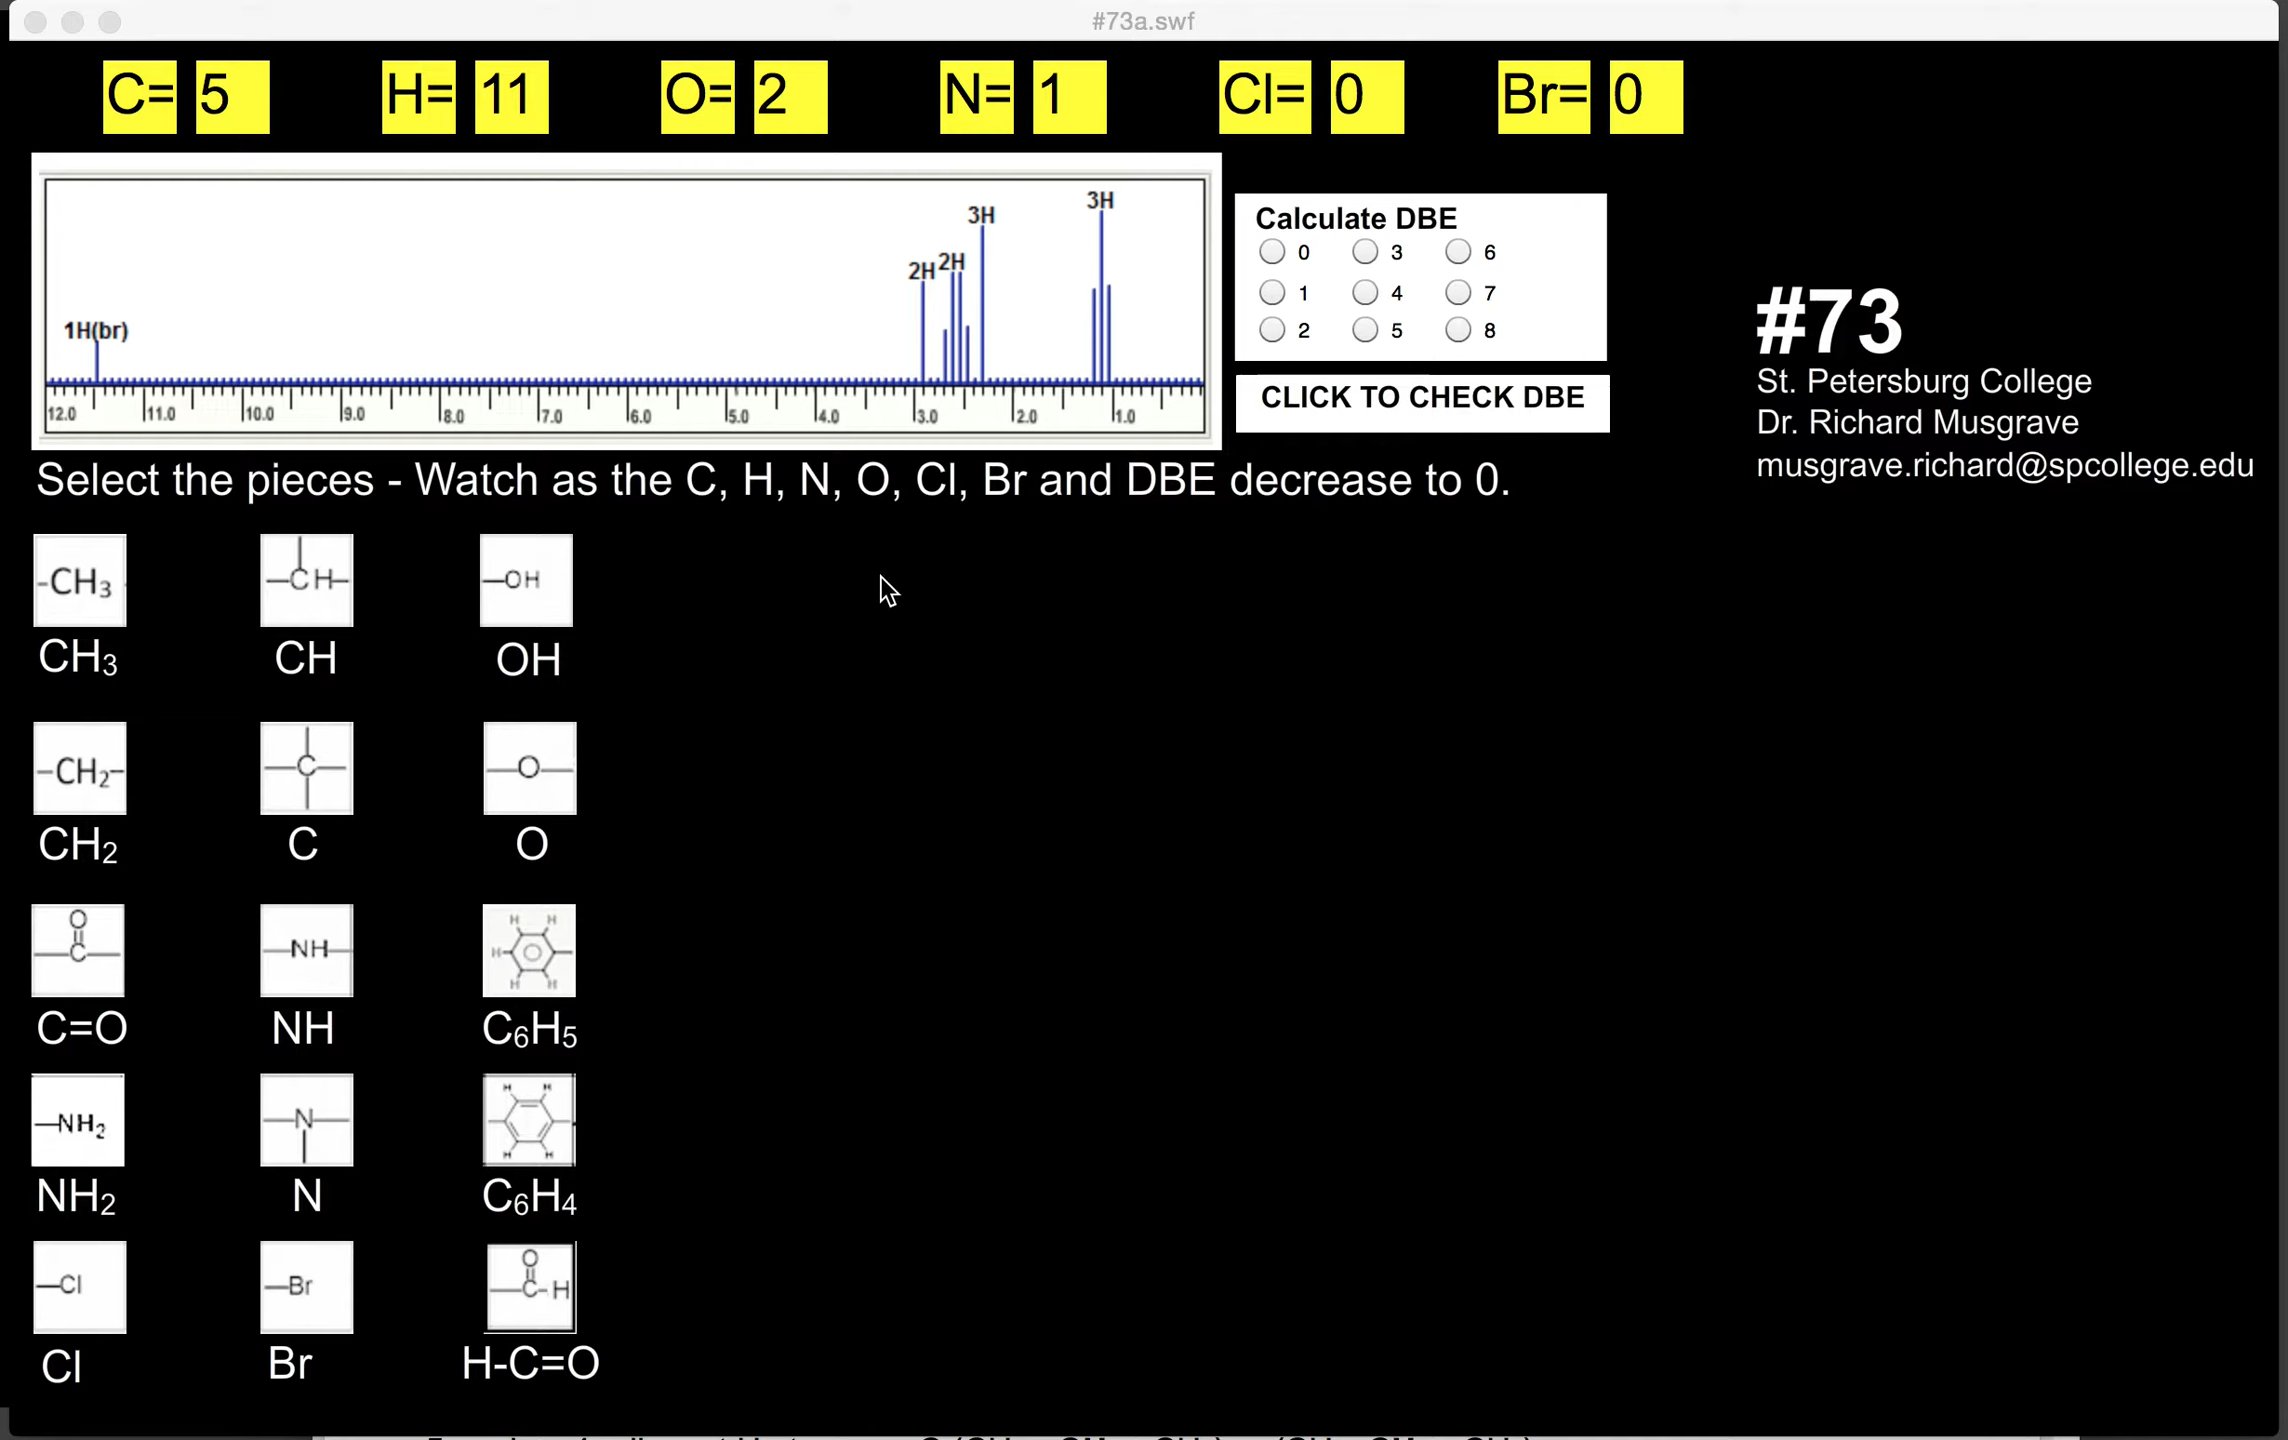 #73a.swf
C= 5 H= 11 O= 2 N= 1 Cl= 0 Br= 0
3H
3H
2H
2H
1H(br)
12.0 11.0 10.0 9.0 8.0 7.0 6.0 5.0 4.0 3.0 2.0 1.0
Calculate DBE
0 3 6
1 4 7
2 5 8
CLICK TO CHECK DBE
#73
St. Petersburg College
Dr. Richard Musgrave
musgrave.richard@spcollege.edu
Select the pieces - Watch as the C, H, N, O, Cl, Br and DBE decrease to 0.
-CH₃ —CH— —OH
CH₃ CH OH
—CH₂— C —O—
CH₂ C O
O
C —NH— H H H H H
C=O NH C₆H₅
—NH₂ N H H H H
NH₂ N C₆H₄
—Cl —Br O
C-H
Cl Br H-C=O